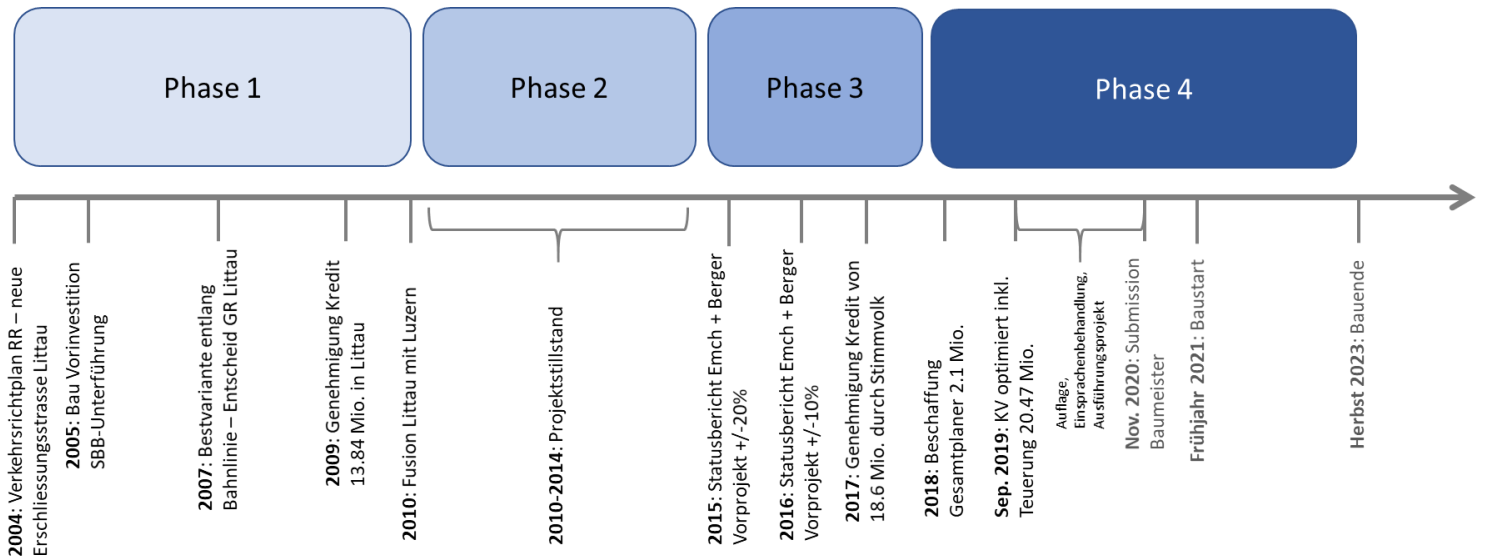 Phase 1
Phase 2
Phase 3
Phase 4
2004: Verkehrsrichtplan RR – neue
Erschliessungsstrasse Littau
2005: Bau Vorinvestition
SBB-Unterführung
2007: Bestvariante entlang
Bahnlinie – Entscheid GR Littau
2009: Genehmigung Kredit
13.84 Mio. in Littau
2010: Fusion Littau mit Luzern
2010-2014: Projektstillstand
2015: Statusbericht Emch + Berger
Vorprojekt +/-20%
2016: Statusbericht Emch + Berger
Vorprojekt +/-10%
2017: Genehmigung Kredit von
18.6 Mio. durch Stimmvolk
2018: Beschaffung
Gesamtplaner 2.1 Mio.
Sep. 2019: KV optimiert inkl.
Teuerung 20.47 Mio.
Auflage,
Einsprachenbehandlung,
Ausführungsprojekt
Nov. 2020: Submission
Baumeister
Frühjahr 2021: Baustart
Herbst 2023: Bauende